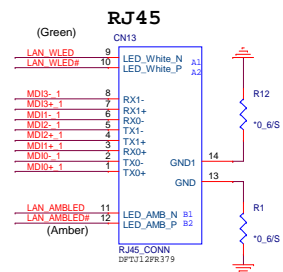 RJ45
(Green)
CN13
LAN_WLED 9 LED_White_N A1
LAN_WLED# 10 LED_White_P A2
MDI3-_1 8 RX1-
MDI3+_1 7 RX1+
MDI1-_1 6 RX0-
MDI2-_1 5 TX1-
MDI2+_1 4 TX1+
MDI1+_1 3 RX0+
MDI0-_1 2 TX0-
MDI0+_1 1 TX0+
GND1 14
GND 13
LAN_AMBLED 11 LED_AMB_N B1
LAN_AMBLED# 12 LED_AMB_P B2
(Amber)
RJ45_CONN
DFTJ12FR379
R12
*0_6/S
R1
*0_6/S